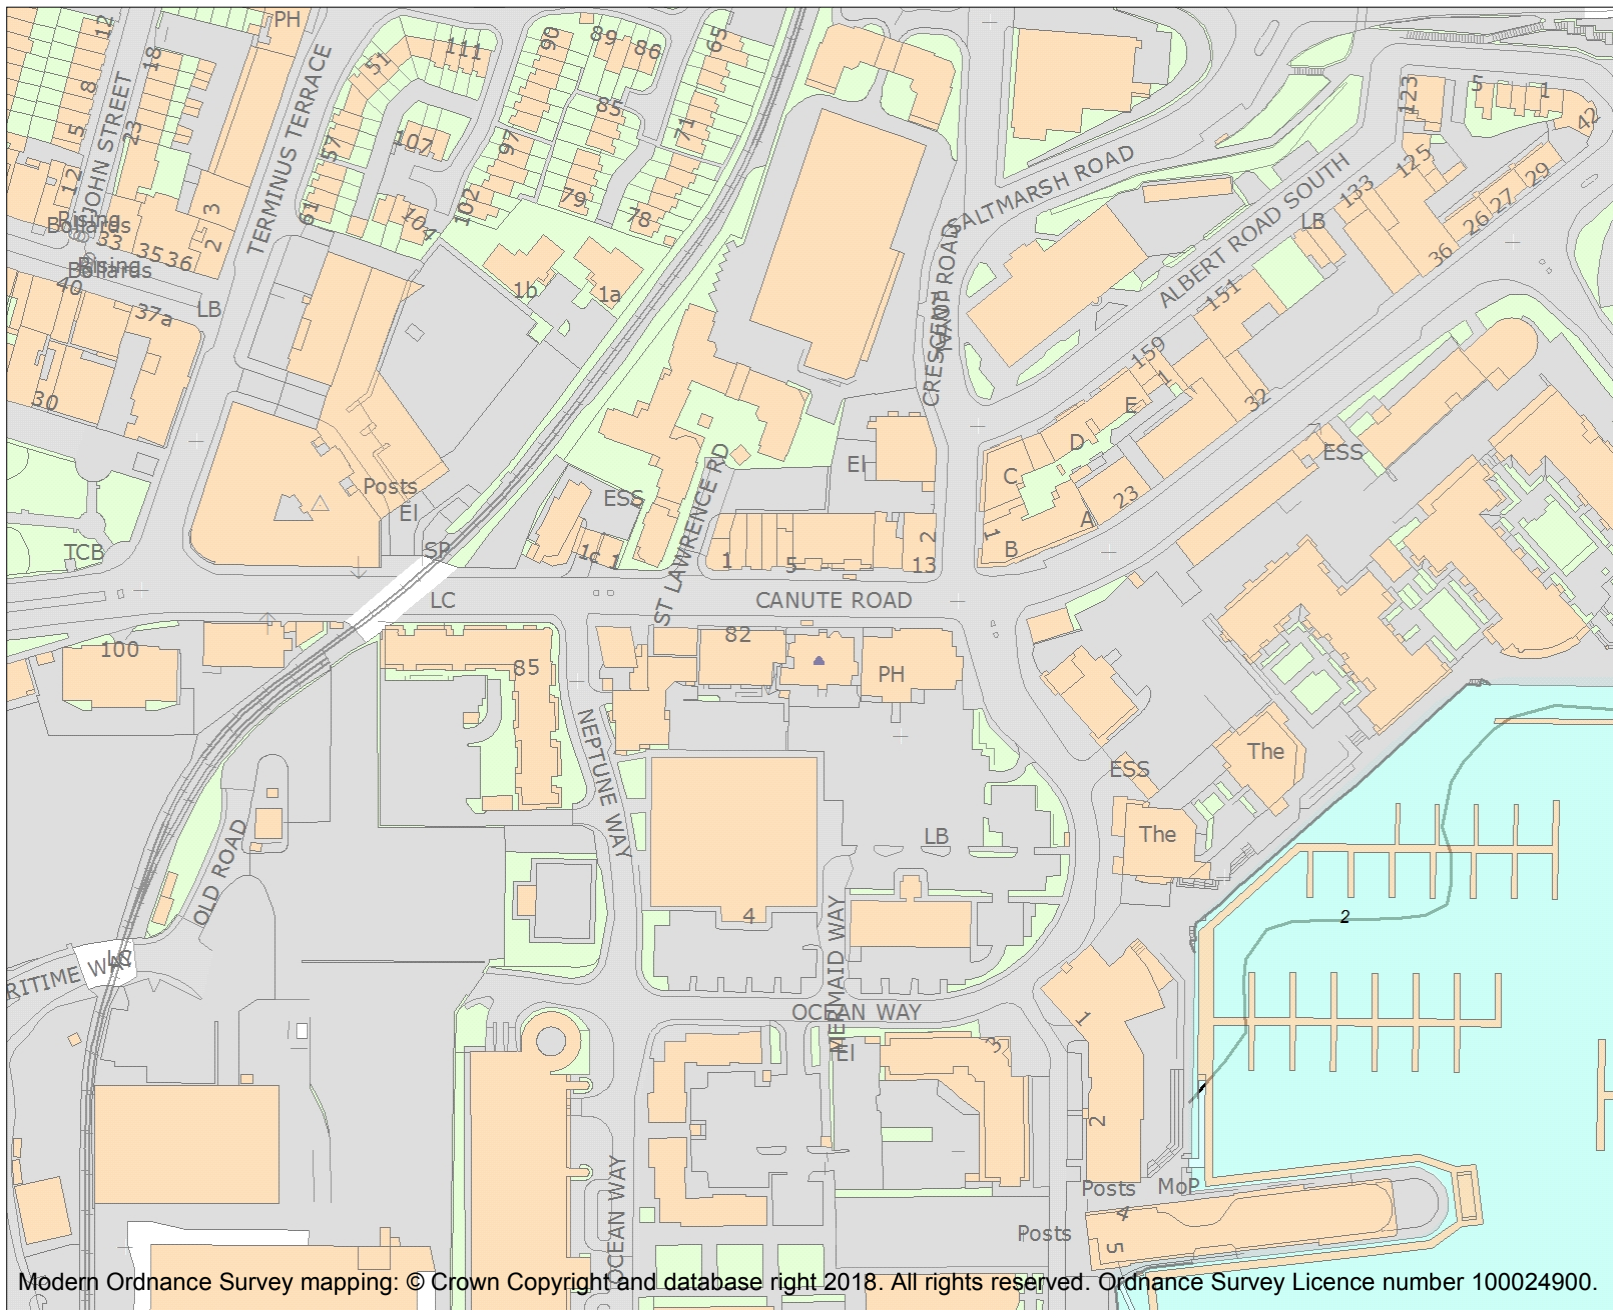 PH
12
18
8
5
23
12
ST JOHN STREET
TERMINUS TERRACE
51
111
57
107
61
104
90
89
86
65
85
97
71
102
79
78
1b
1a
Rising
Bollards
33
35
36
3
2
Rising
Bollards
40
37a
LB
30
TCB
Posts
El
SP
LC
ESS
1c
1
ST LAWRENCE RD
El
1
5
2
13
CANUTE ROAD
SALTMARSH ROAD
CRESCENT
ROAD
ALBERT ROAD SOUTH
123
5
1
42
125
133
29
27
26
36
LB
151
159
1
32
E
D
C
A
23
1
B
ESS
100
85
82
PH
NEPTUNE WAY
OLD ROAD
LC
RITIME WAY
4
LB
MERMAID WAY
OCEAN WAY
El
3
ESS
The
The
2
1
2
Posts
MoP
4
Posts
5
OCEAN WAY
Modern Ordnance Survey mapping: © Crown Copyright and database right 2018. All rights reserved. Ordnance Survey Licence number 100024900.